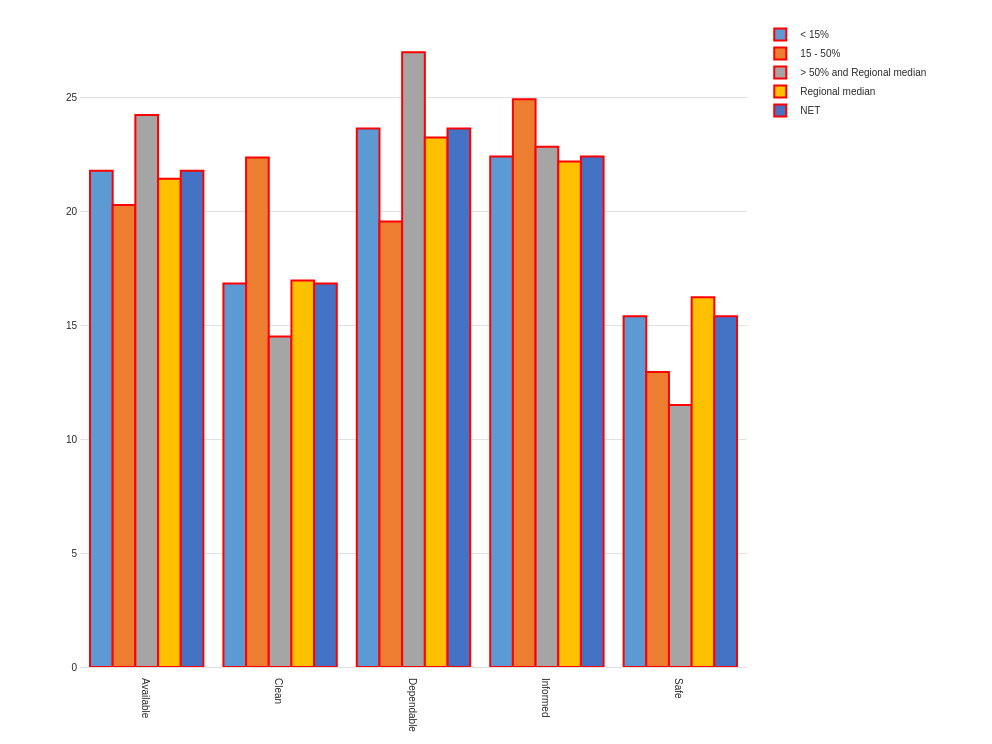 < 15%
15 - 50%
> 50% and Regional median
Regional median
NET
25
20
15
10
5
0
Available
Clean
Dependable
Informed
Safe